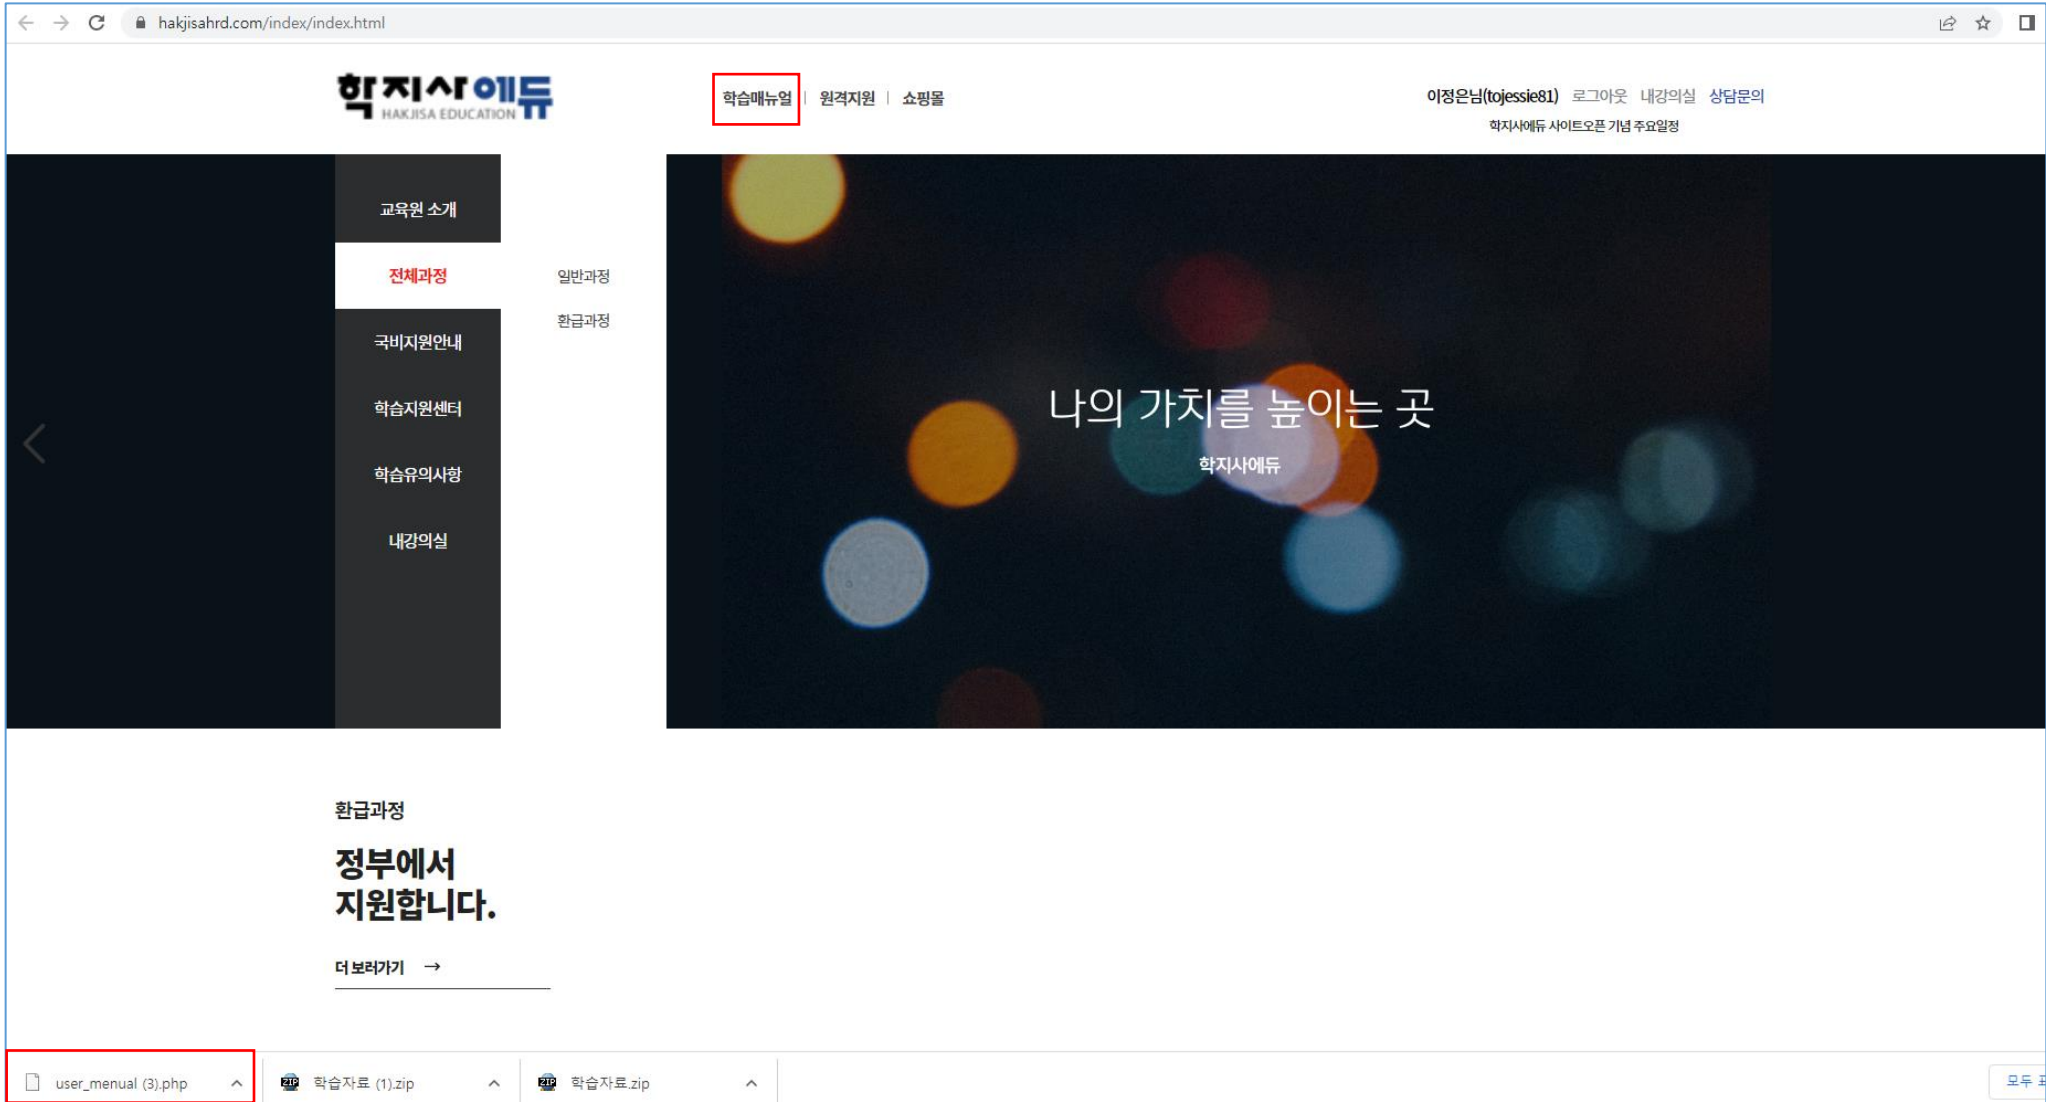 hakjisahrd.com/index/index.html
학지사에듀
HAKJISA EDUCATION
학습매뉴얼 | 원격지원 | 쇼핑몰
이정은님(tojessie81) 로그아웃 내강의실 상담문의
학지사에듀 사이트오픈 기념 주요일정
교육원 소개
전체과정
일반과정
환급과정
국비지원안내
학습지원센터
학습유의사항
내강의실
나의 가치를 높이는 곳
학지사에듀
환급과정
정부에서
지원합니다.
더 보러가기 →
user_menual (3).php
ZIP 학습자료 (1).zip
ZIP 학습자료.zip
모두